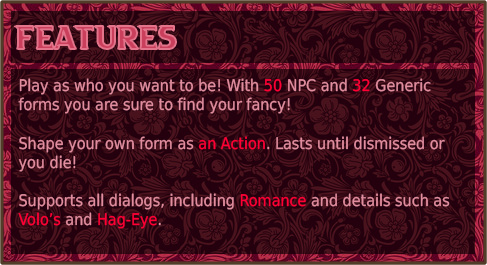 FEATURES
Play as who you want to be! With 50 NPC and 32 Generic
forms you are sure to find your fancy!
Shape your own form as an Action. Lasts until dismissed or
you die!
Supports all dialogs, including Romance and details such as
Volo's and Hag-Eye.